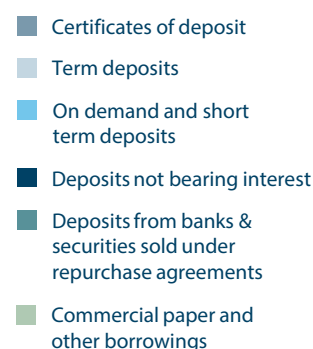 Certificates of deposit
Term deposits
On demand and short
term deposits
Deposits not bearing interest
Deposits from banks &
securities sold under
repurchase agreements
Commercial paper and
other borrowings